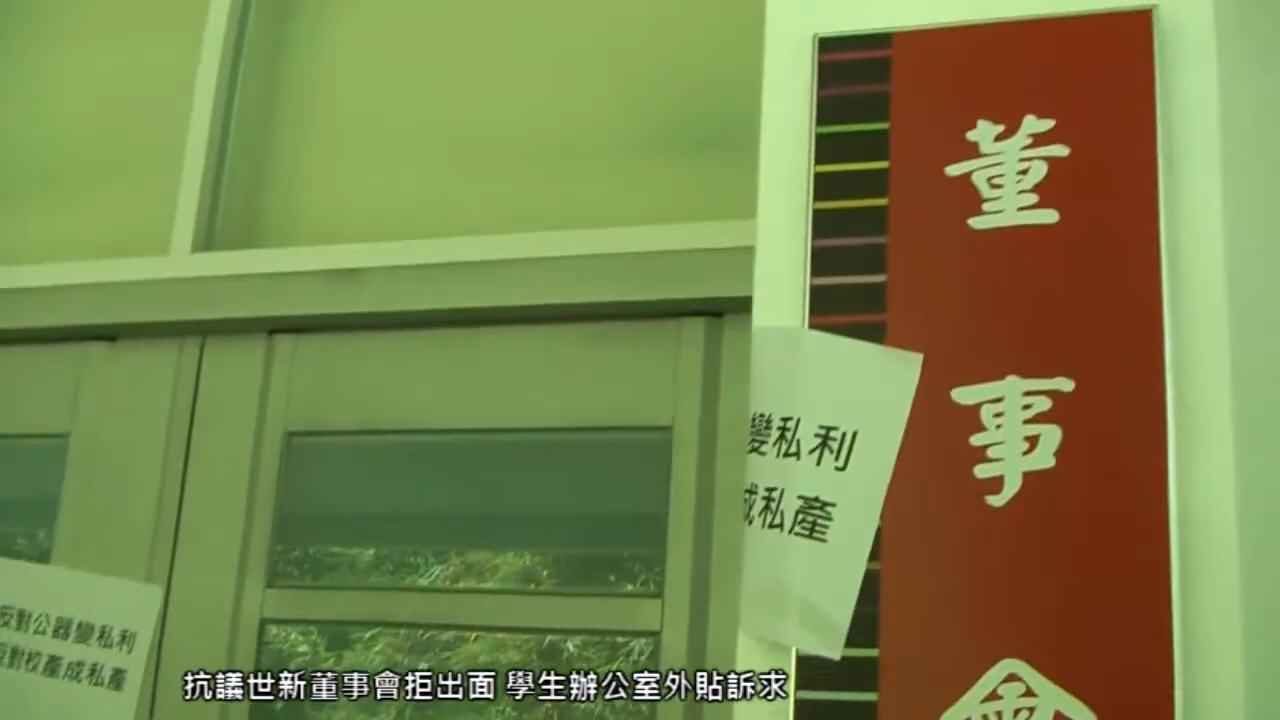 董事會
變私利
成私產
反對公器變私利
反對校產成私產
抗議世新董事會拒出面 學生辦公室外貼訴求